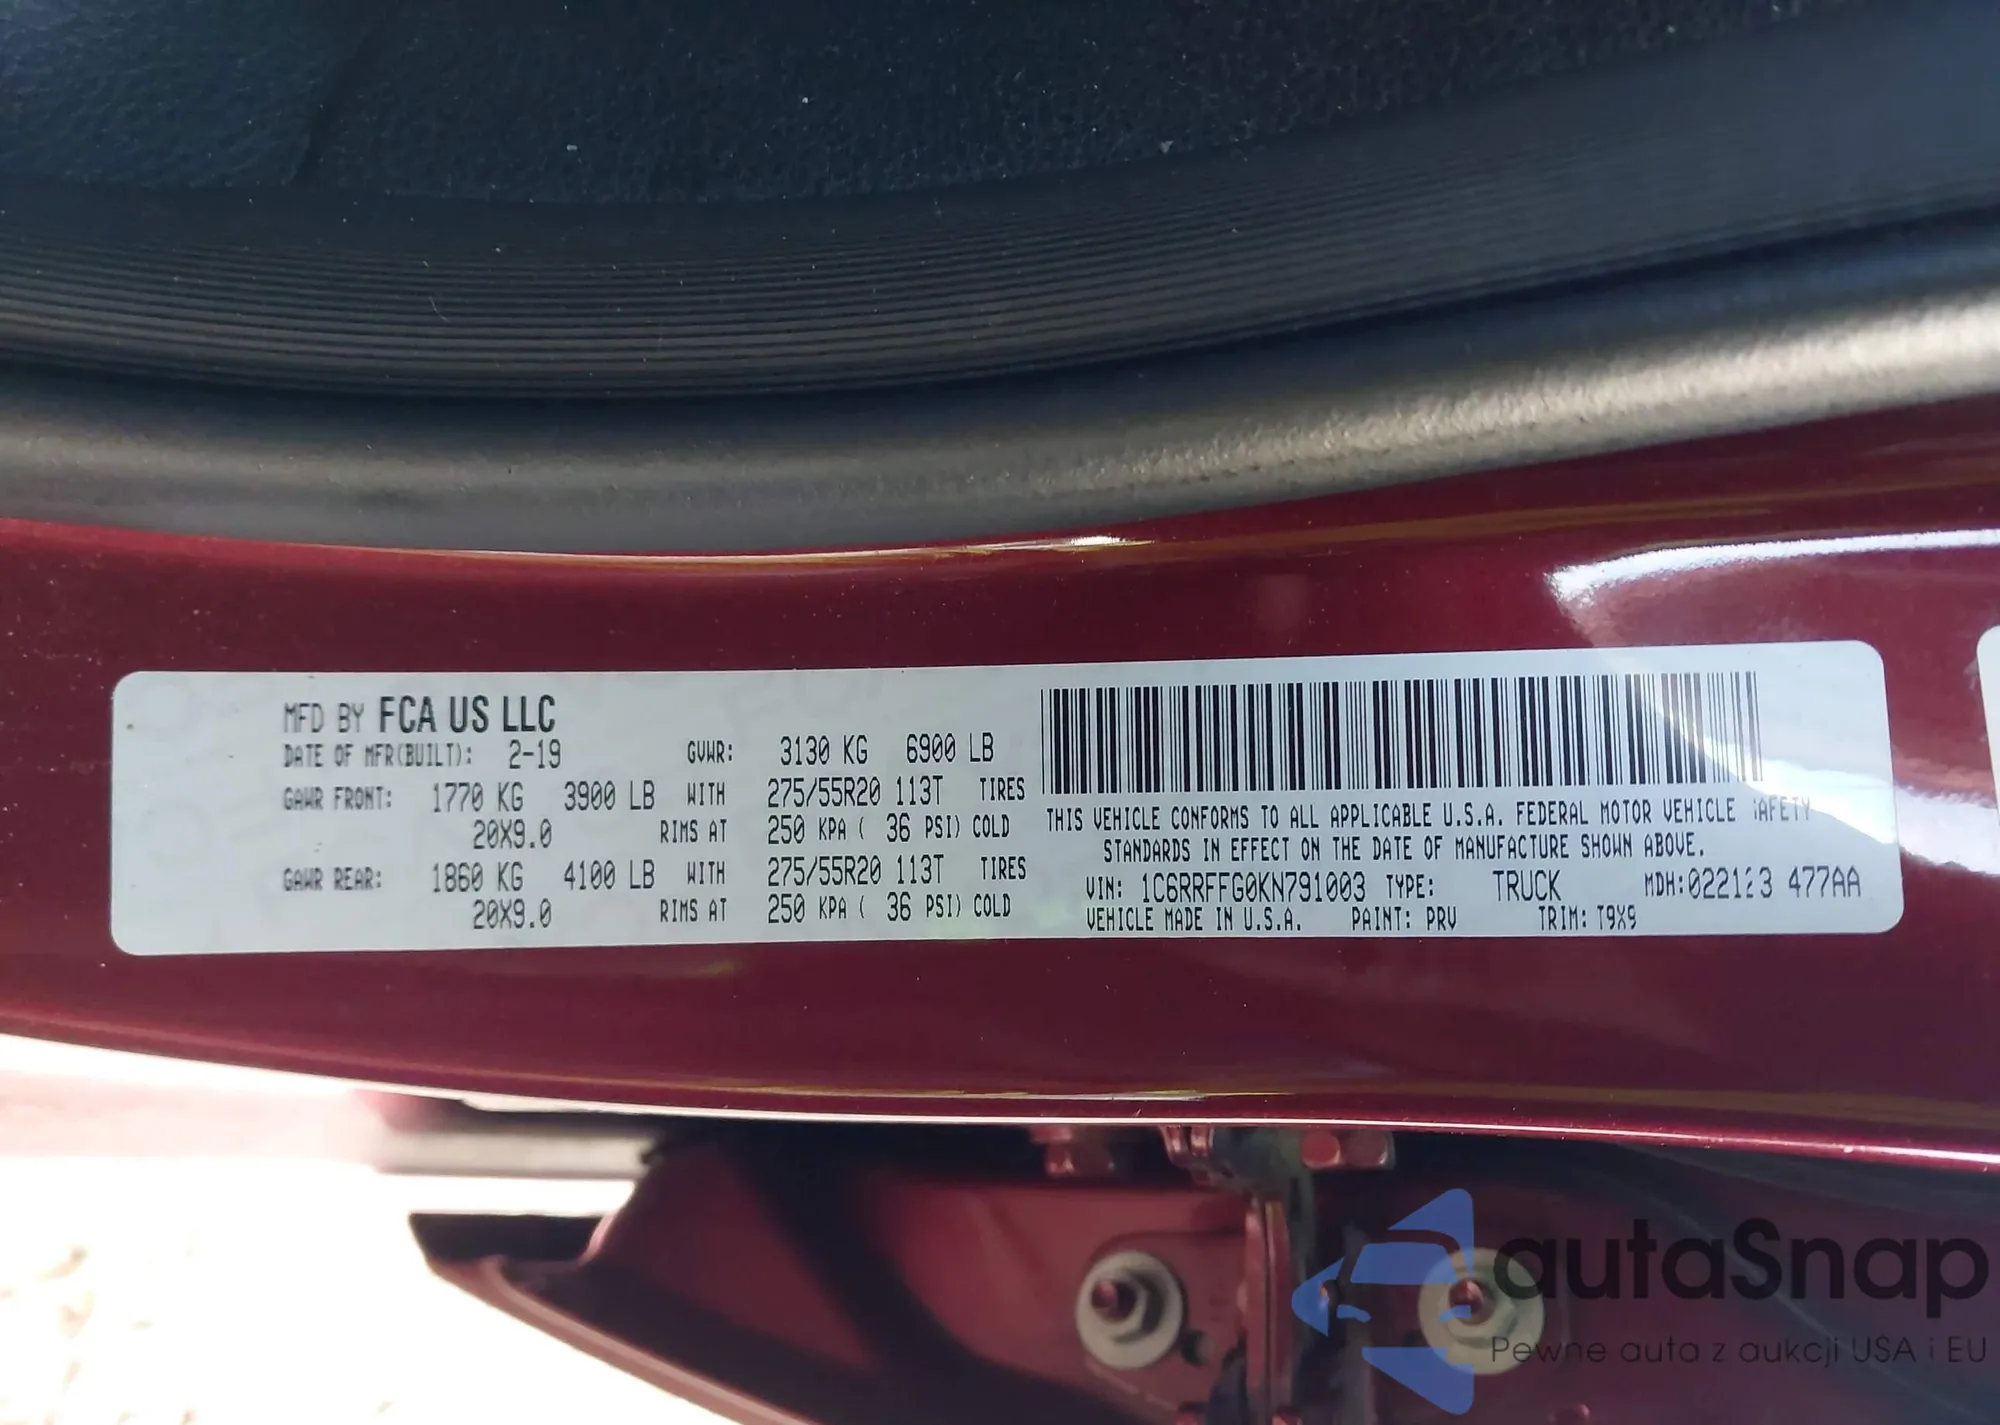 MFD BY FCA US LLC
DATE OF MFR(BUILT): 2-19 GVWR: 3130 KG 6900 LB
GAWR FRONT: 1770 KG 3900 LB WITH 275/55R20 113T TIRES
20X9.0 RIMS AT 250 KPA ( 36 PSI) COLD
GAWR REAR: 1860 KG 4100 LB WITH 275/55R20 113T TIRES
20X9.0 RIMS AT 250 KPA ( 36 PSI) COLD
THIS VEHICLE CONFORMS TO ALL APPLICABLE U.S.A. FEDERAL MOTOR VEHICLE SAFETY
STANDARDS IN EFFECT ON THE DATE OF MANUFACTURE SHOWN ABOVE.
VIN: 1C6RRFFG0KN791003 TYPE: TRUCK MDH: 477AA
VEHICLE MADE IN U.S.A. PAINT: PRV TRIM: T9X9
autaSnap
Pewne auta z aukcji USA i EU